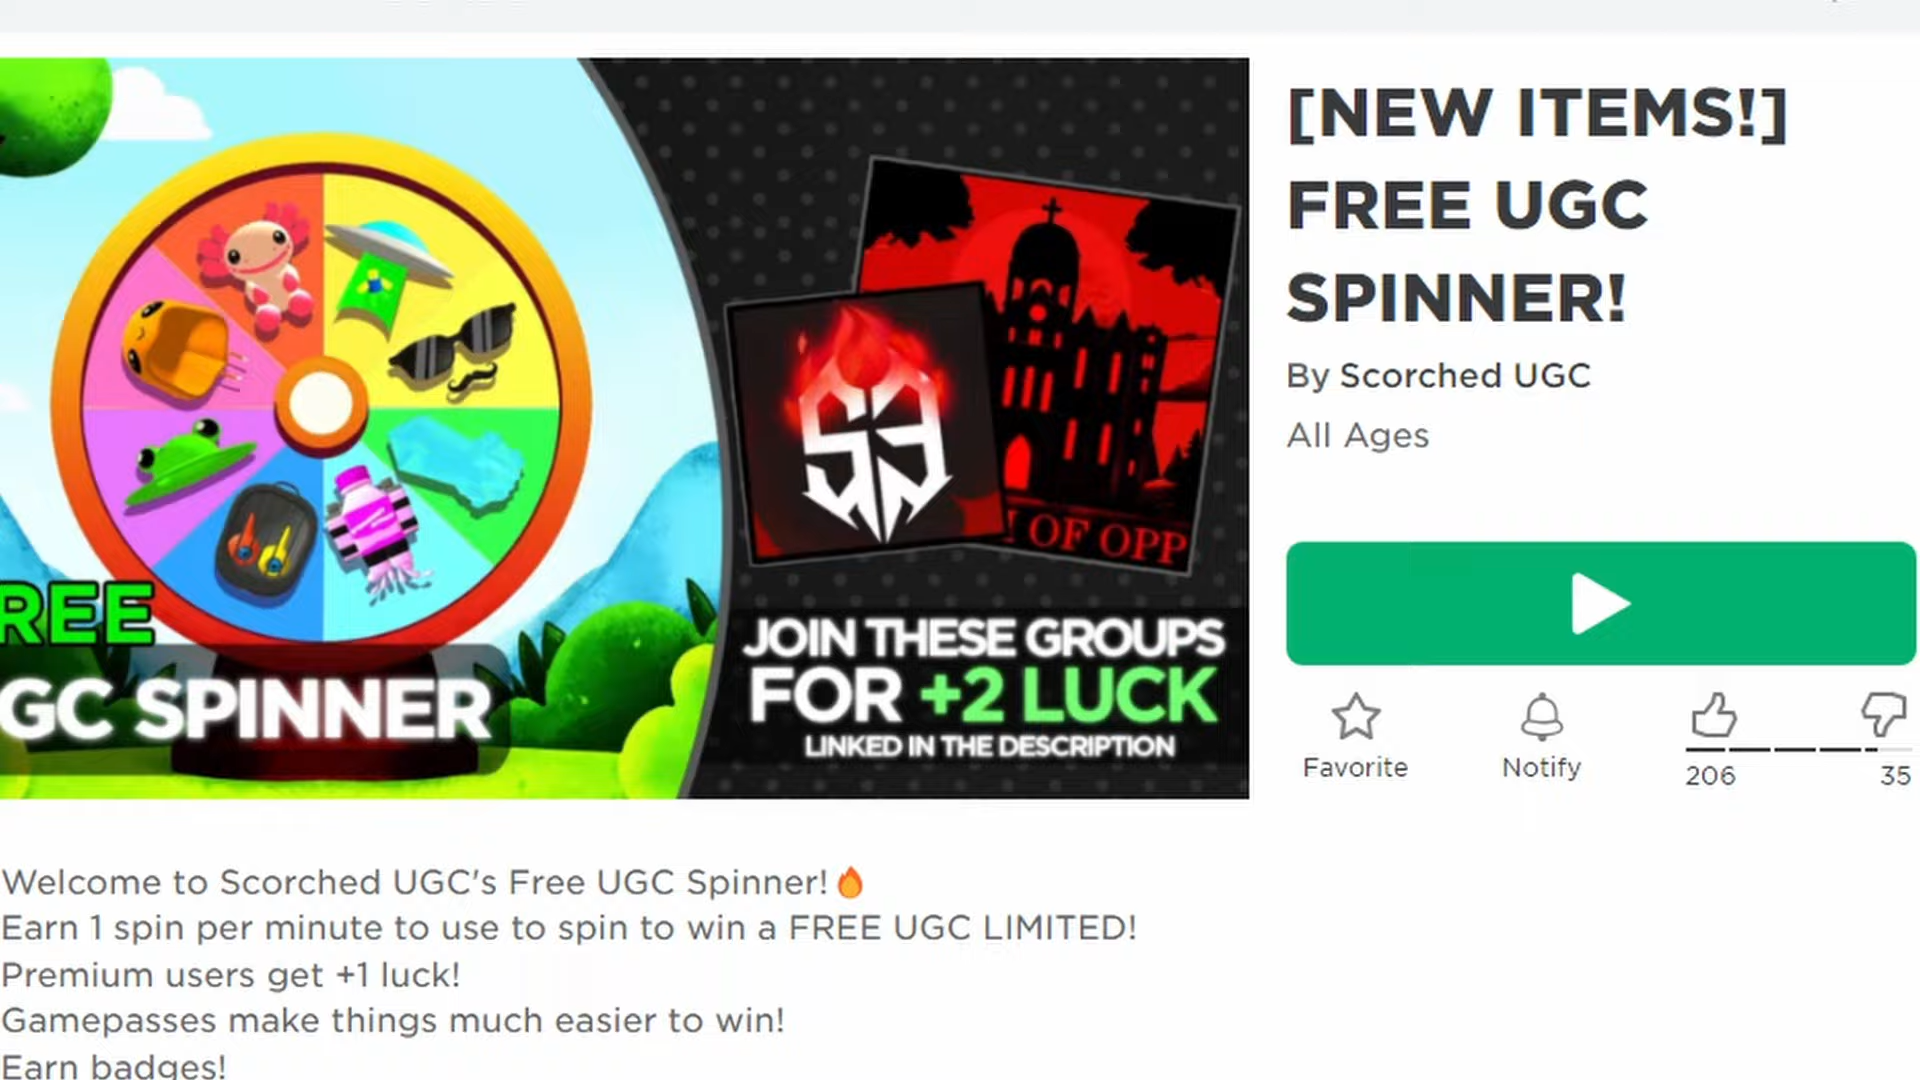 [NEW ITEMS!]
FREE UGC
SPINNER!
By Scorched UGC
All Ages
REE
GC SPINNER
OF OPP
JOIN THESE GROUPS
FOR +2 LUCK
LINKED IN THE DESCRIPTION
Favorite
Notify
206
35
Welcome to Scorched UGC's Free UGC Spinner!🔥
Earn 1 spin per minute to use to spin to win a FREE UGC LIMITED!
Premium users get +1 luck!
Gamepasses make things much easier to win!
Earn badges!